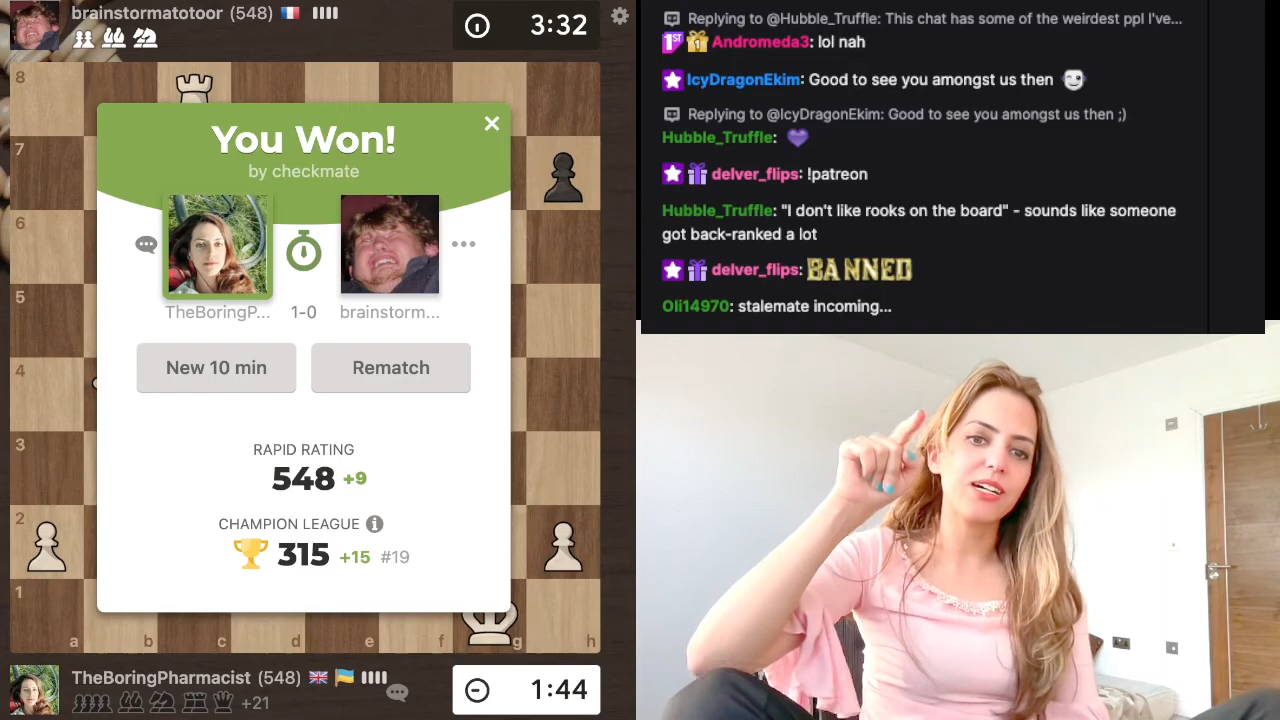 brainstormatotoor (548)
3:32
8
7
6
5
4
3
2
1
a b c d e f g h
You Won!
by checkmate
TheBoringP... 1-0 brainstorm...
New 10 min Rematch
RAPID RATING
548 +9
CHAMPION LEAGUE
315 +15 #19
TheBoringPharmacist (548)
+21
1:44
Replying to @Hubble_Truffle: This chat has some of the weirdest ppl I've...
1ST 1 Andromeda3: lol nah
IcyDragonEkim: Good to see you amongst us then
Replying to @IcyDragonEkim: Good to see you amongst us then ;)
Hubble_Truffle:
delver_flips: !patreon
Hubble_Truffle: "I don't like rooks on the board" - sounds like someone
got back-ranked a lot
delver_flips: BANNED
Oli14970: stalemate incoming...